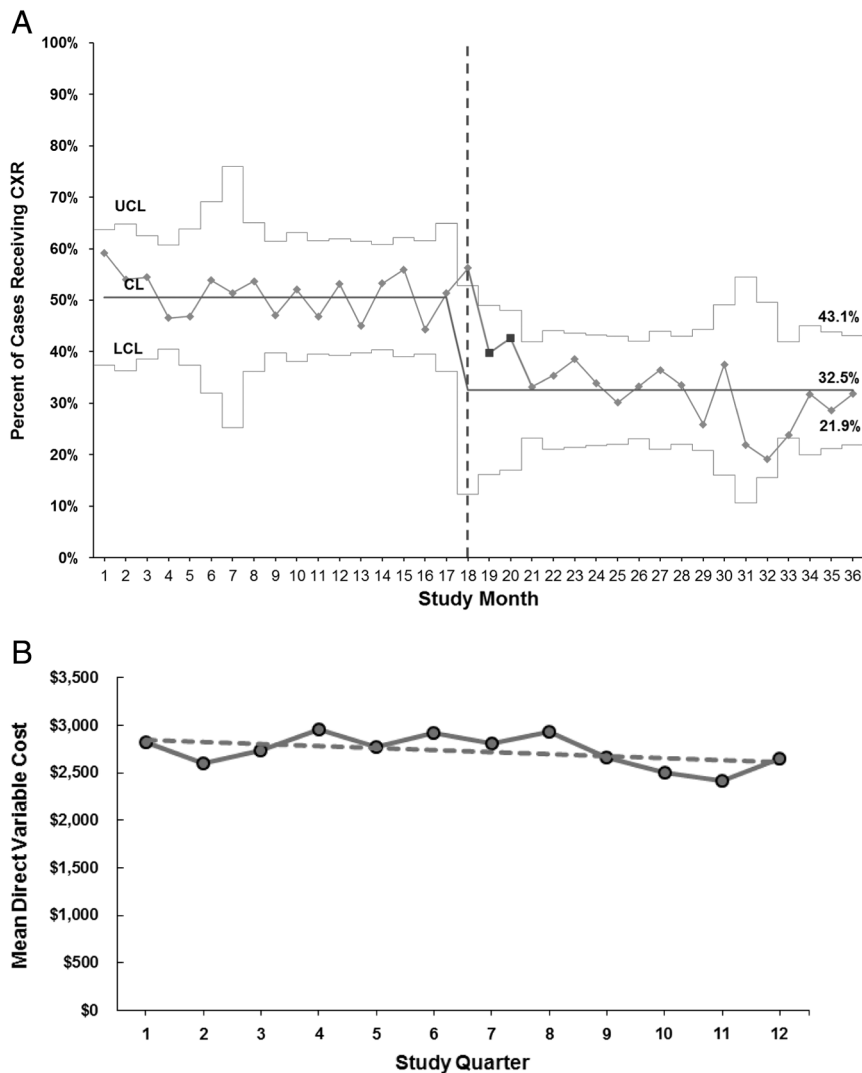 A
100%
90%
80%
70%
60%
50%
40%
30%
20%
10%
0%
Percent of Cases Receiving CXR
UCL
CL
LCL
43.1%
32.5%
21.9%
1 2 3 4 5 6 7 8 9 10 11 12 13 14 15 16 17 18 19 20 21 22 23 24 25 26 27 28 29 30 31 32 33 34 35 36
Study Month
B
$3,500
$3,000
$2,500
$2,000
$1,500
$1,000
$500
$0
Mean Direct Variable Cost
1 2 3 4 5 6 7 8 9 10 11 12
Study Quarter